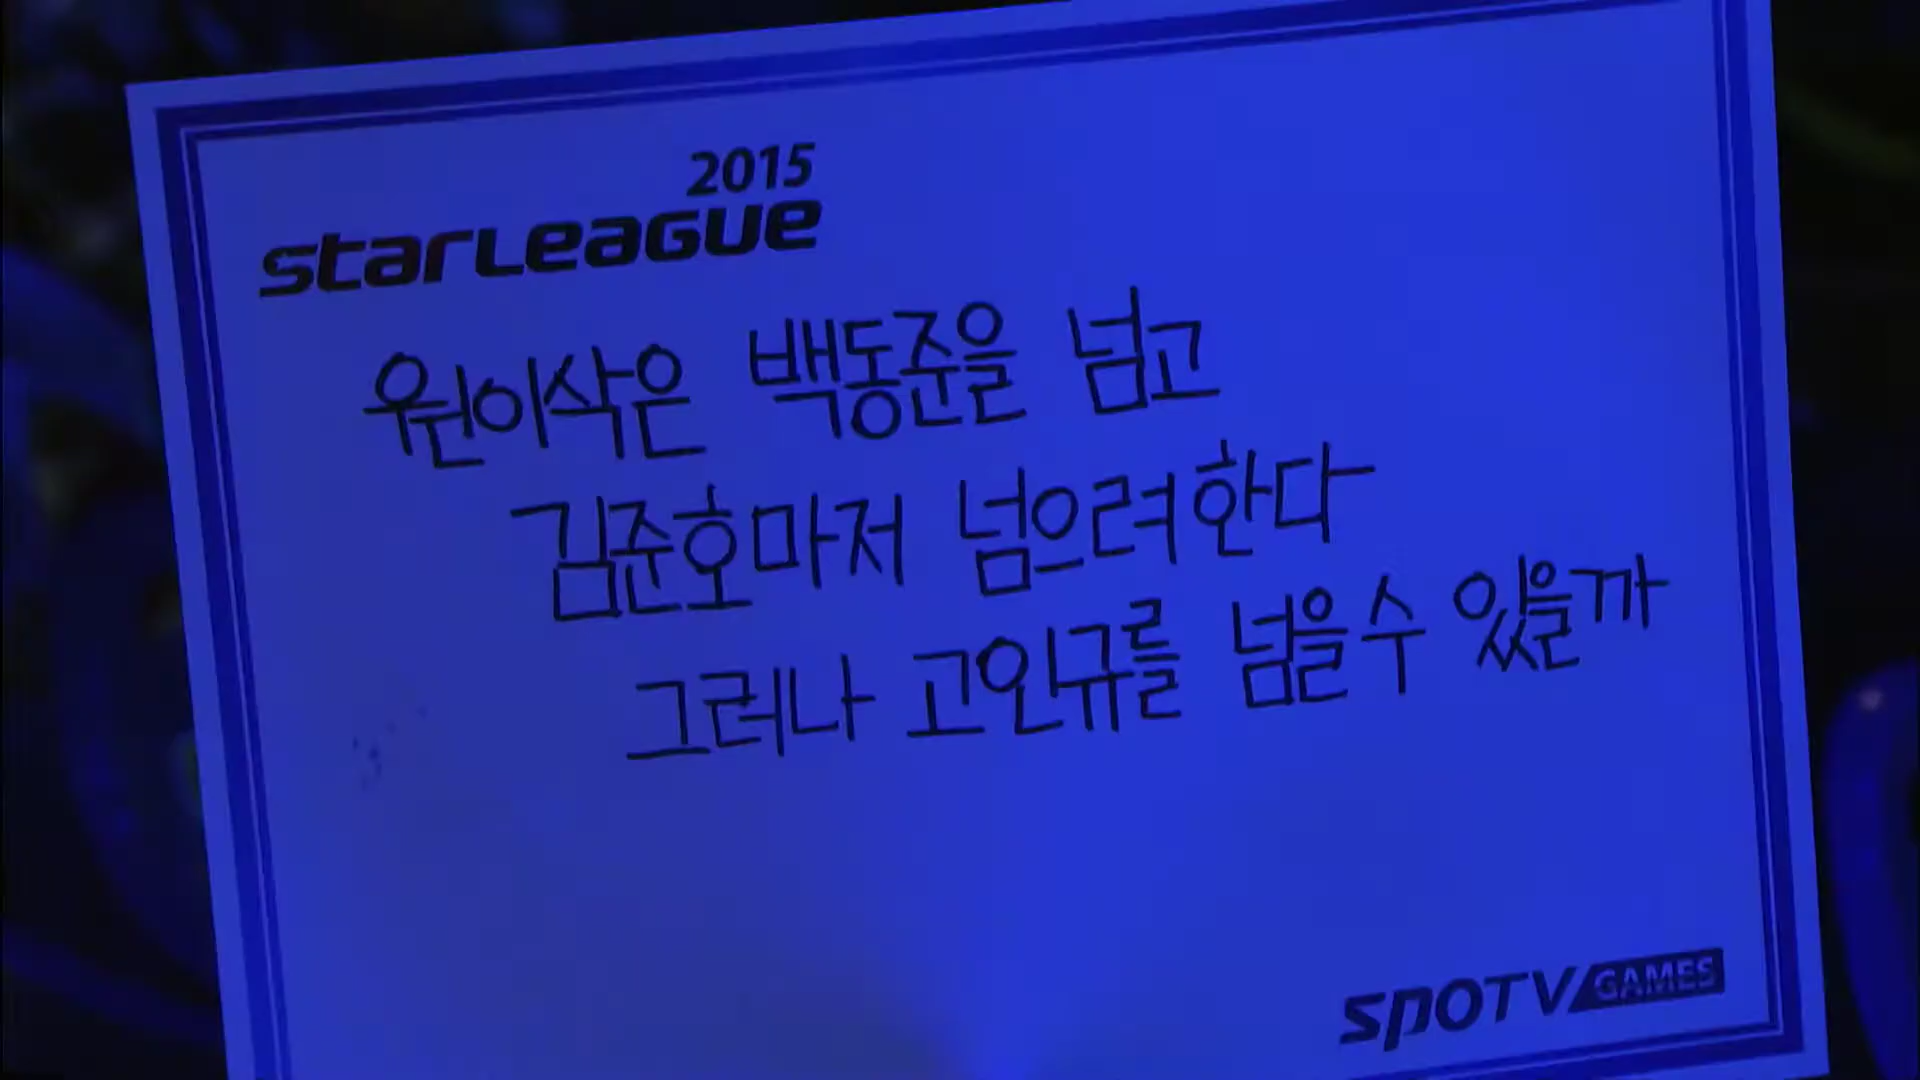 2015
starLeague
원이삭은 백동준을 넘고
김준호마저 넘으려한다
그러나 고인규를 넘을수 있을까
SPOTV GAMES